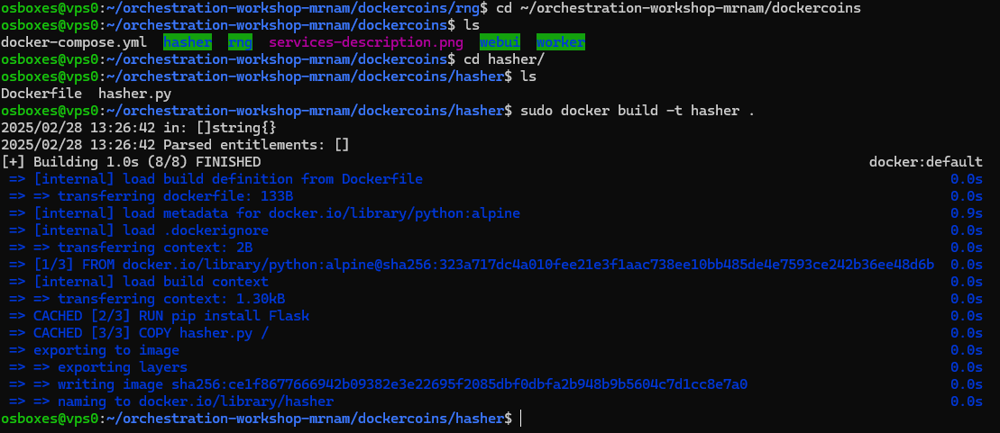 osboxes@vps0:~/orchestration-workshop-mrnam/dockercoins/rng$ cd ~/orchestration-workshop-mrnam/dockercoins
osboxes@vps0:~/orchestration-workshop-mrnam/dockercoins$ ls
docker-compose.yml  hasher  rng  services-description.png  webui  worker
osboxes@vps0:~/orchestration-workshop-mrnam/dockercoins$ cd hasher/
osboxes@vps0:~/orchestration-workshop-mrnam/dockercoins/hasher$ ls
Dockerfile  hasher.py
osboxes@vps0:~/orchestration-workshop-mrnam/dockercoins/hasher$ sudo docker build -t hasher .
2025/02/28 13:26:42 in: []string{}
2025/02/28 13:26:42 Parsed entitlements: []
[+] Building 1.0s (8/8) FINISHED docker:default
=> [internal] load build definition from Dockerfile 0.0s
=> => transferring dockerfile: 133B 0.0s
=> [internal] load metadata for docker.io/library/python:alpine 0.9s
=> [internal] load .dockerignore 0.0s
=> => transferring context: 2B 0.0s
=> [1/3] FROM docker.io/library/python:alpine@sha256:323a717dc4a010fee21e3f1aac738ee10bb485de4e7593ce242b36ee48d6b 0.0s
=> [internal] load build context 0.0s
=> => transferring context: 1.30kB 0.0s
=> CACHED [2/3] RUN pip install Flask 0.0s
=> CACHED [3/3] COPY hasher.py / 0.0s
=> exporting to image 0.0s
=> => exporting layers 0.0s
=> => writing image sha256:ce1f8677666942b09382e3e22695f2085dbf0dbfa2b948b9b5604c7d1cc8e7a0 0.0s
=> => naming to docker.io/library/hasher 0.0s
osboxes@vps0:~/orchestration-workshop-mrnam/dockercoins/hasher$